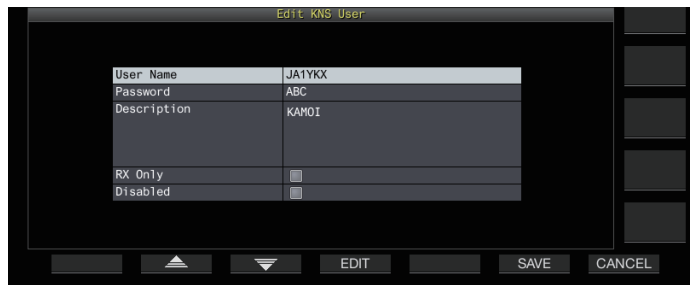 Edit KNS User
User Name JA1YKX
Password ABC
Description KAMOI
RX Only
Disabled
EDIT SAVE CANCEL